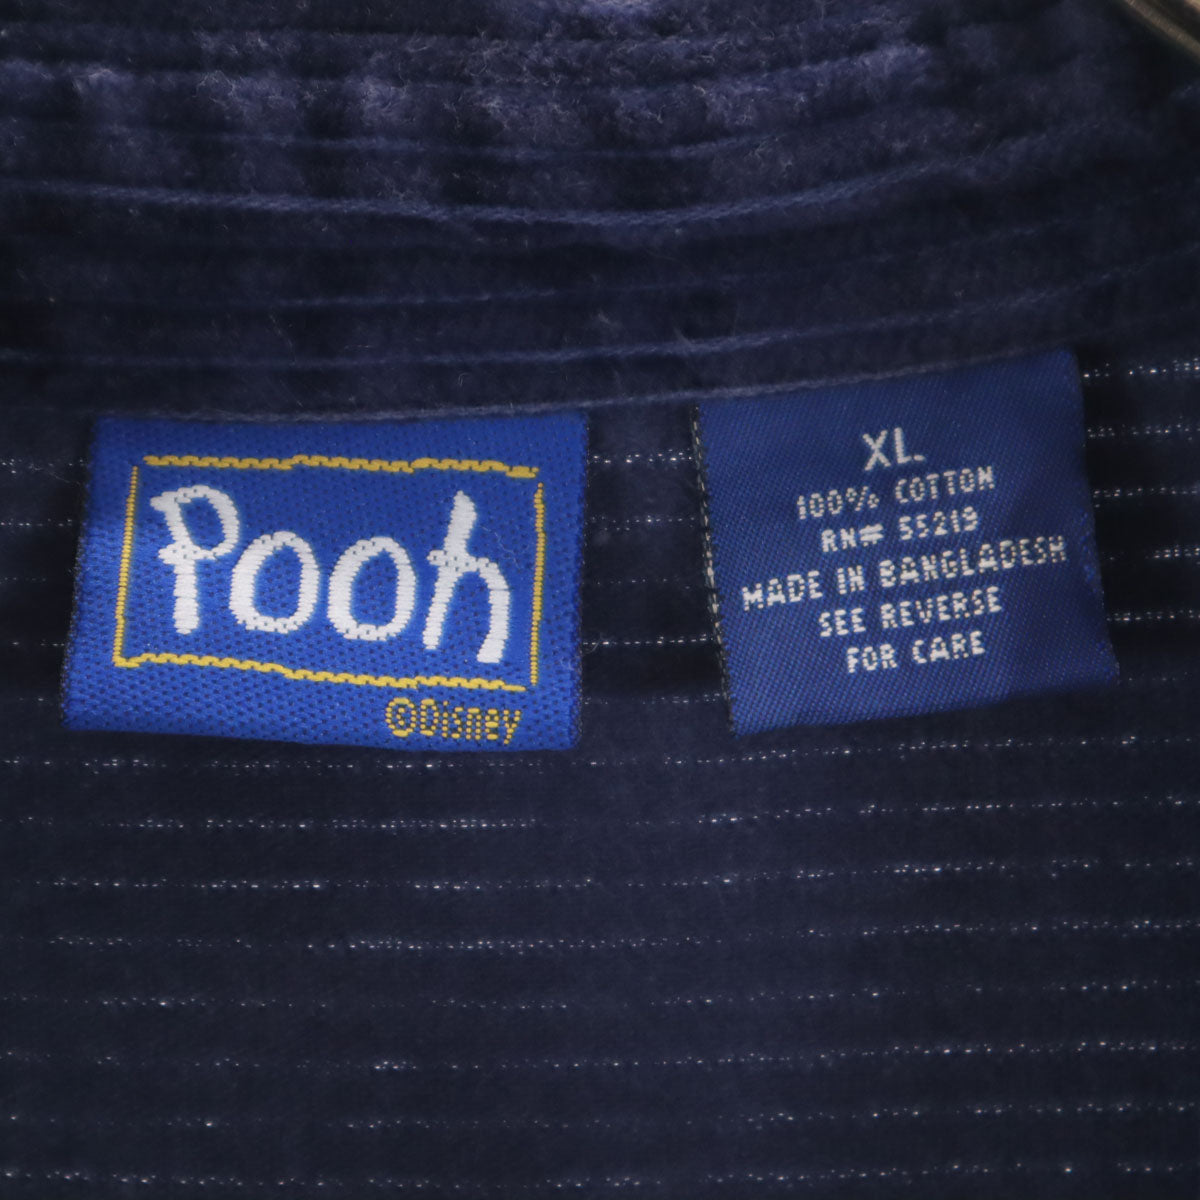 Pooh
©Disney
XL
100% COTTON
RN# 55219
MADE IN BANGLADESH
SEE REVERSE
FOR CARE